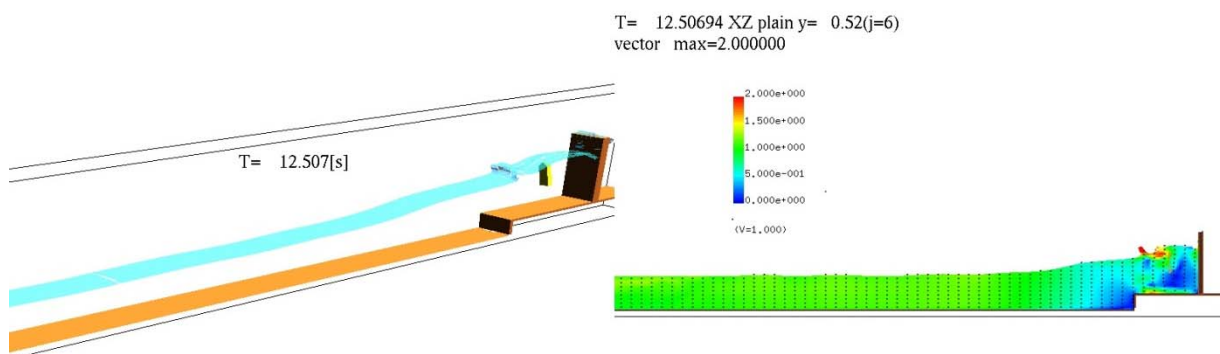 T=    12.507[s]
T=    12.50694 XZ plain y=   0.52(j=6)
vector   max=2.000000
2.000e+000
1.500e+000
1.000e+000
5.000e-001
0.000e+000
(V=1.000)